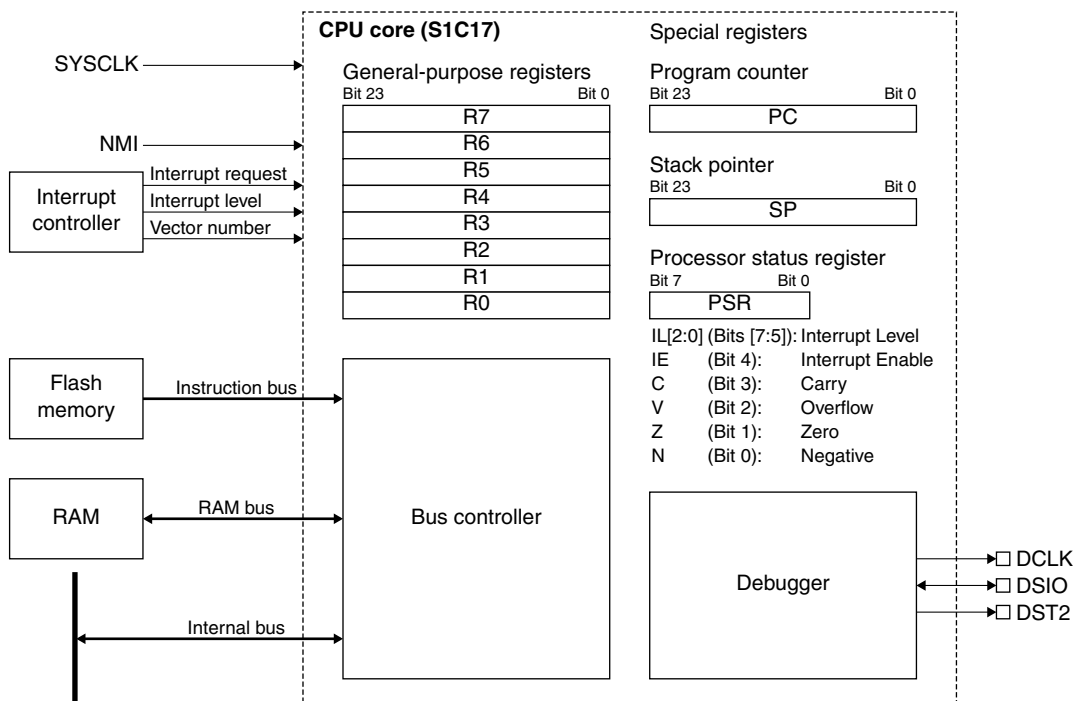 CPU core (S1C17)
Special registers
SYSCLK
General-purpose registers
Bit 23 Bit 0
R7
R6
R5
R4
R3
R2
R1
R0
Program counter
Bit 23 Bit 0
PC
NMI
Interrupt controller
Interrupt request
Interrupt level
Vector number
Stack pointer
Bit 23 Bit 0
SP
Processor status register
Bit 7 Bit 0
PSR
IL[2:0] (Bits [7:5]): Interrupt Level
IE (Bit 4): Interrupt Enable
C (Bit 3): Carry
V (Bit 2): Overflow
Z (Bit 1): Zero
N (Bit 0): Negative
Flash
memory
Instruction bus
RAM
RAM bus
Bus controller
Internal bus
Debugger
DCLK
DSIO
DST2